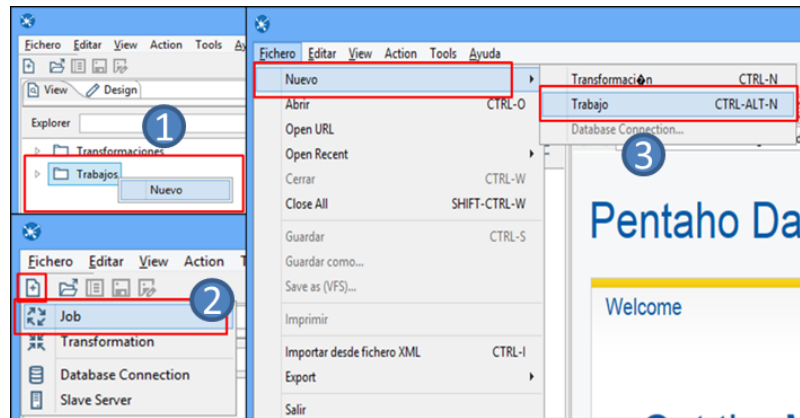 Fichero Editar View Action Tools Ay
View Design
Explorer
1
Transformaciones
Trabajos
Nuevo
Fichero Editar View Action T
2
Job
Transformation
Database Connection
Slave Server
Fichero Editar View Action Tools Ayuda
Nuevo
Abrir CTRL-O
Open URL
Open Recent
Cerrar CTRL-W
Close All SHIFT-CTRL-W
Guardar CTRL-S
Guardar como...
Save as (VFS)...
Imprimir
Importar desde fichero XML CTRL-I
Export
Salir
Transformaci�n CTRL-N
Trabajo CTRL-ALT-N
Database Connection...
3
Pentaho Da
Welcome